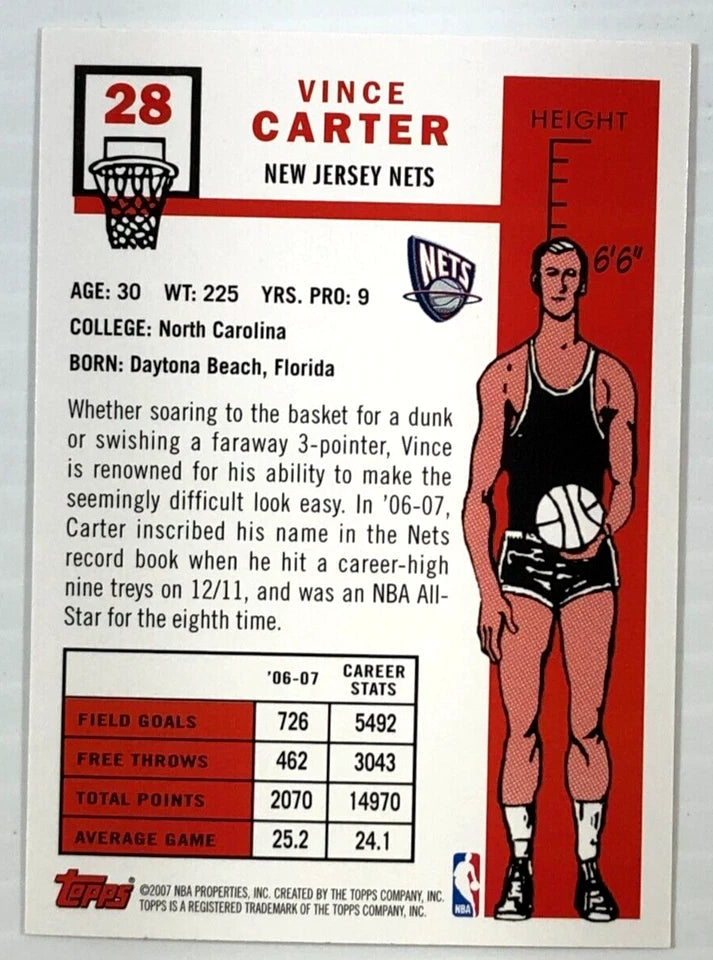 28
VINCE
CARTER
NEW JERSEY NETS
HEIGHT
6'6"
NETS
AGE: 30 WT: 225 YRS. PRO: 9
COLLEGE: North Carolina
BORN: Daytona Beach, Florida
Whether soaring to the basket for a dunk
or swishing a faraway 3-pointer, Vince
is renowned for his ability to make the
seemingly difficult look easy. In '06-07,
Carter inscribed his name in the Nets
record book when he hit a career-high
nine treys on 12/11, and was an NBA All-
Star for the eighth time.
'06-07 CAREER
STATS
FIELD GOALS 726 5492
FREE THROWS 462 3043
TOTAL POINTS 2070 14970
AVERAGE GAME 25.2 24.1
Topps® ©2007 NBA PROPERTIES, INC. CREATED BY THE TOPPS COMPANY, INC.
TOPPS IS A REGISTERED TRADEMARK OF THE TOPPS COMPANY, INC.
NBA